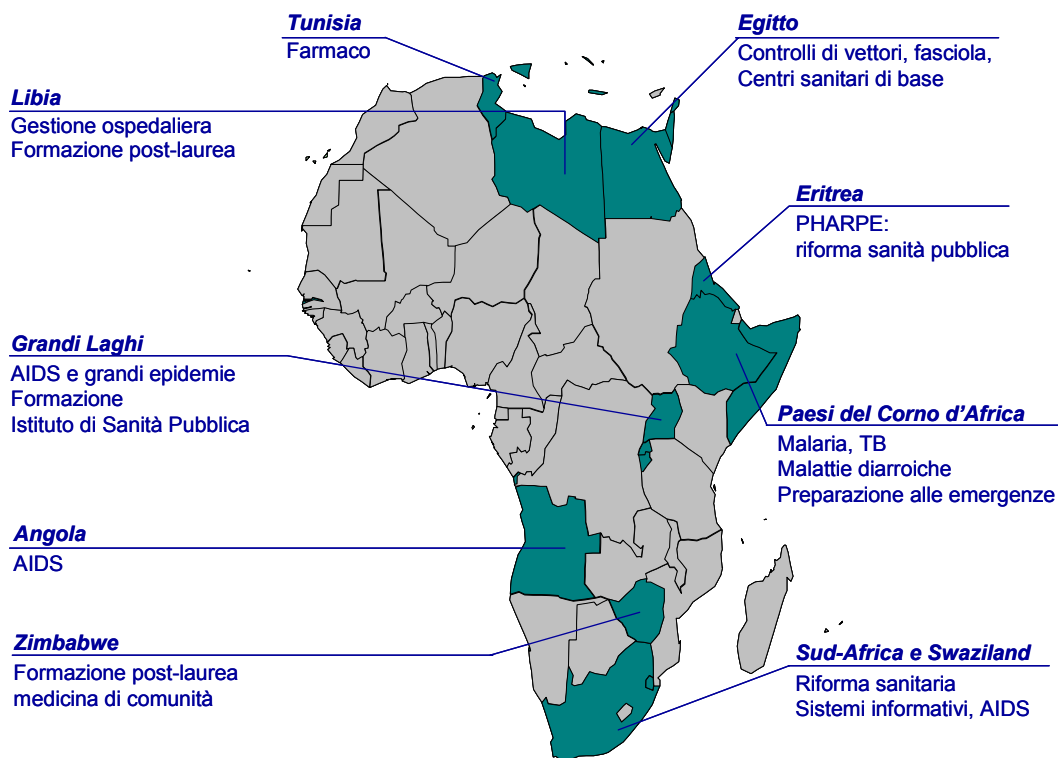 Tunisia
Farmaco
Egitto
Controlli di vettori, fasciola,
Centri sanitari di base
Libia
Gestione ospedaliera
Formazione post-laurea
Eritrea
PHARPE:
riforma sanità pubblica
Grandi Laghi
AIDS e grandi epidemie
Formazione
Istituto di Sanità Pubblica
Paesi del Corno d'Africa
Malaria, TB
Malattie diarroiche
Preparazione alle emergenze
Angola
AIDS
Zimbabwe
Formazione post-laurea
medicina di comunità
Sud-Africa e Swaziland
Riforma sanitaria
Sistemi informativi, AIDS